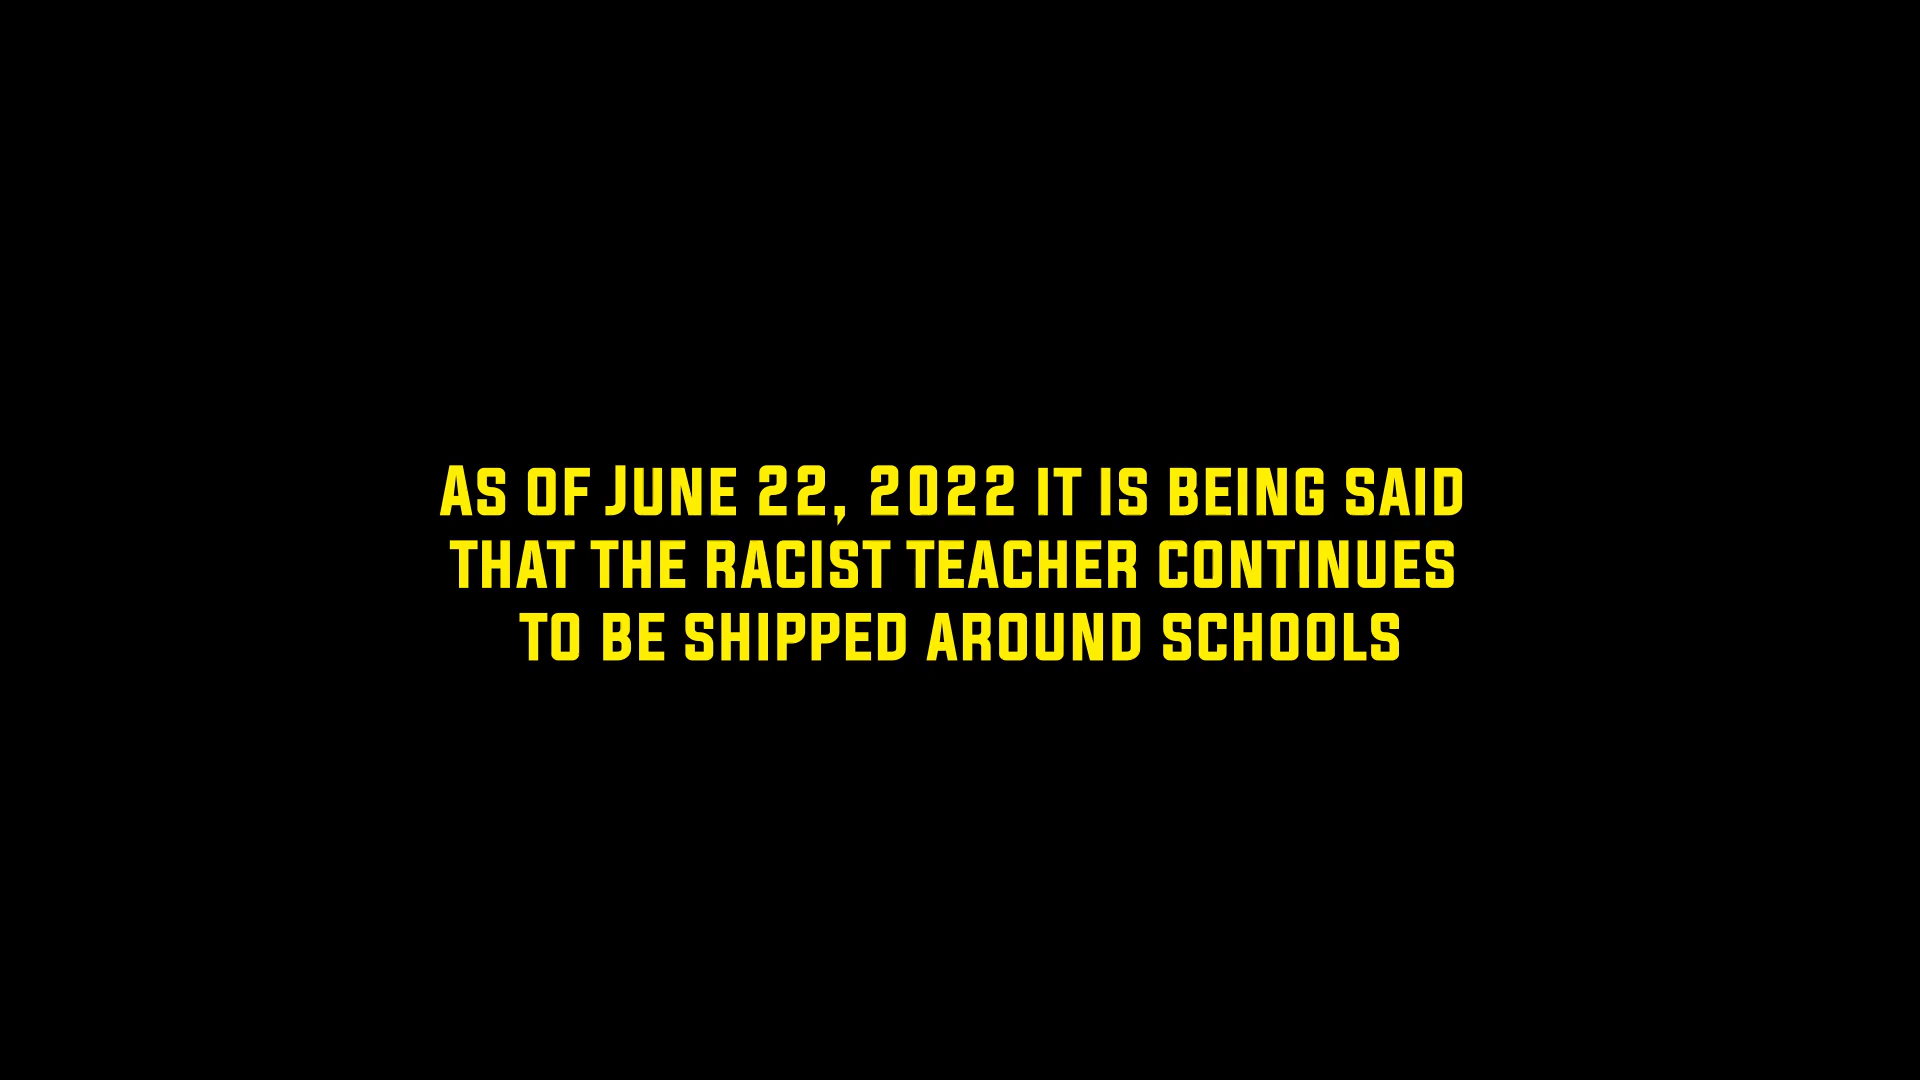 As of June 22, 2022 it is being said
that the racist teacher continues
to be shipped around schools